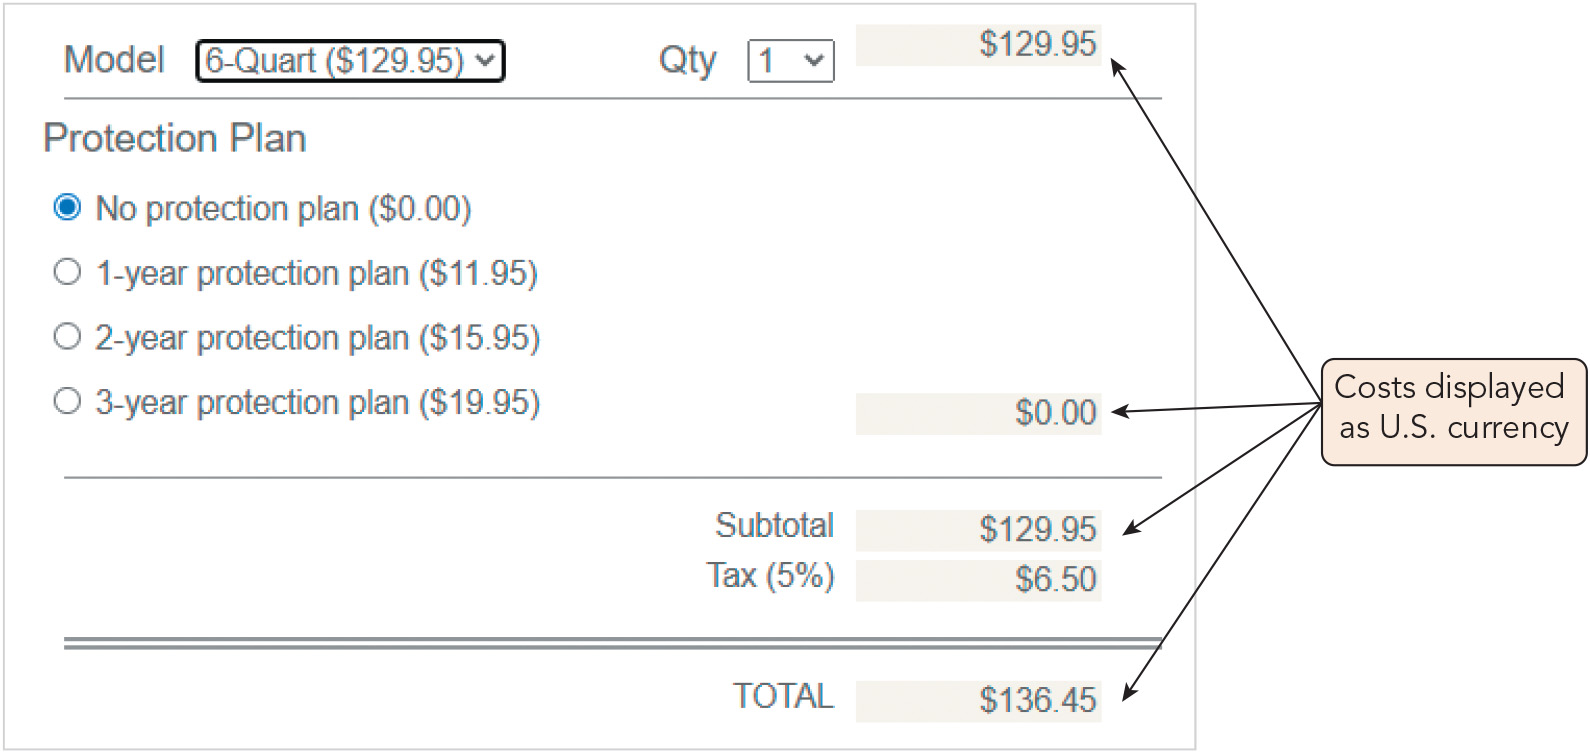 Model 6-Quart ($129.95) Qty 1 $129.95
Protection Plan
No protection plan ($0.00)
1-year protection plan ($11.95)
2-year protection plan ($15.95)
3-year protection plan ($19.95) $0.00
Subtotal $129.95
Tax (5%) $6.50
TOTAL $136.45
Costs displayed
as U.S. currency